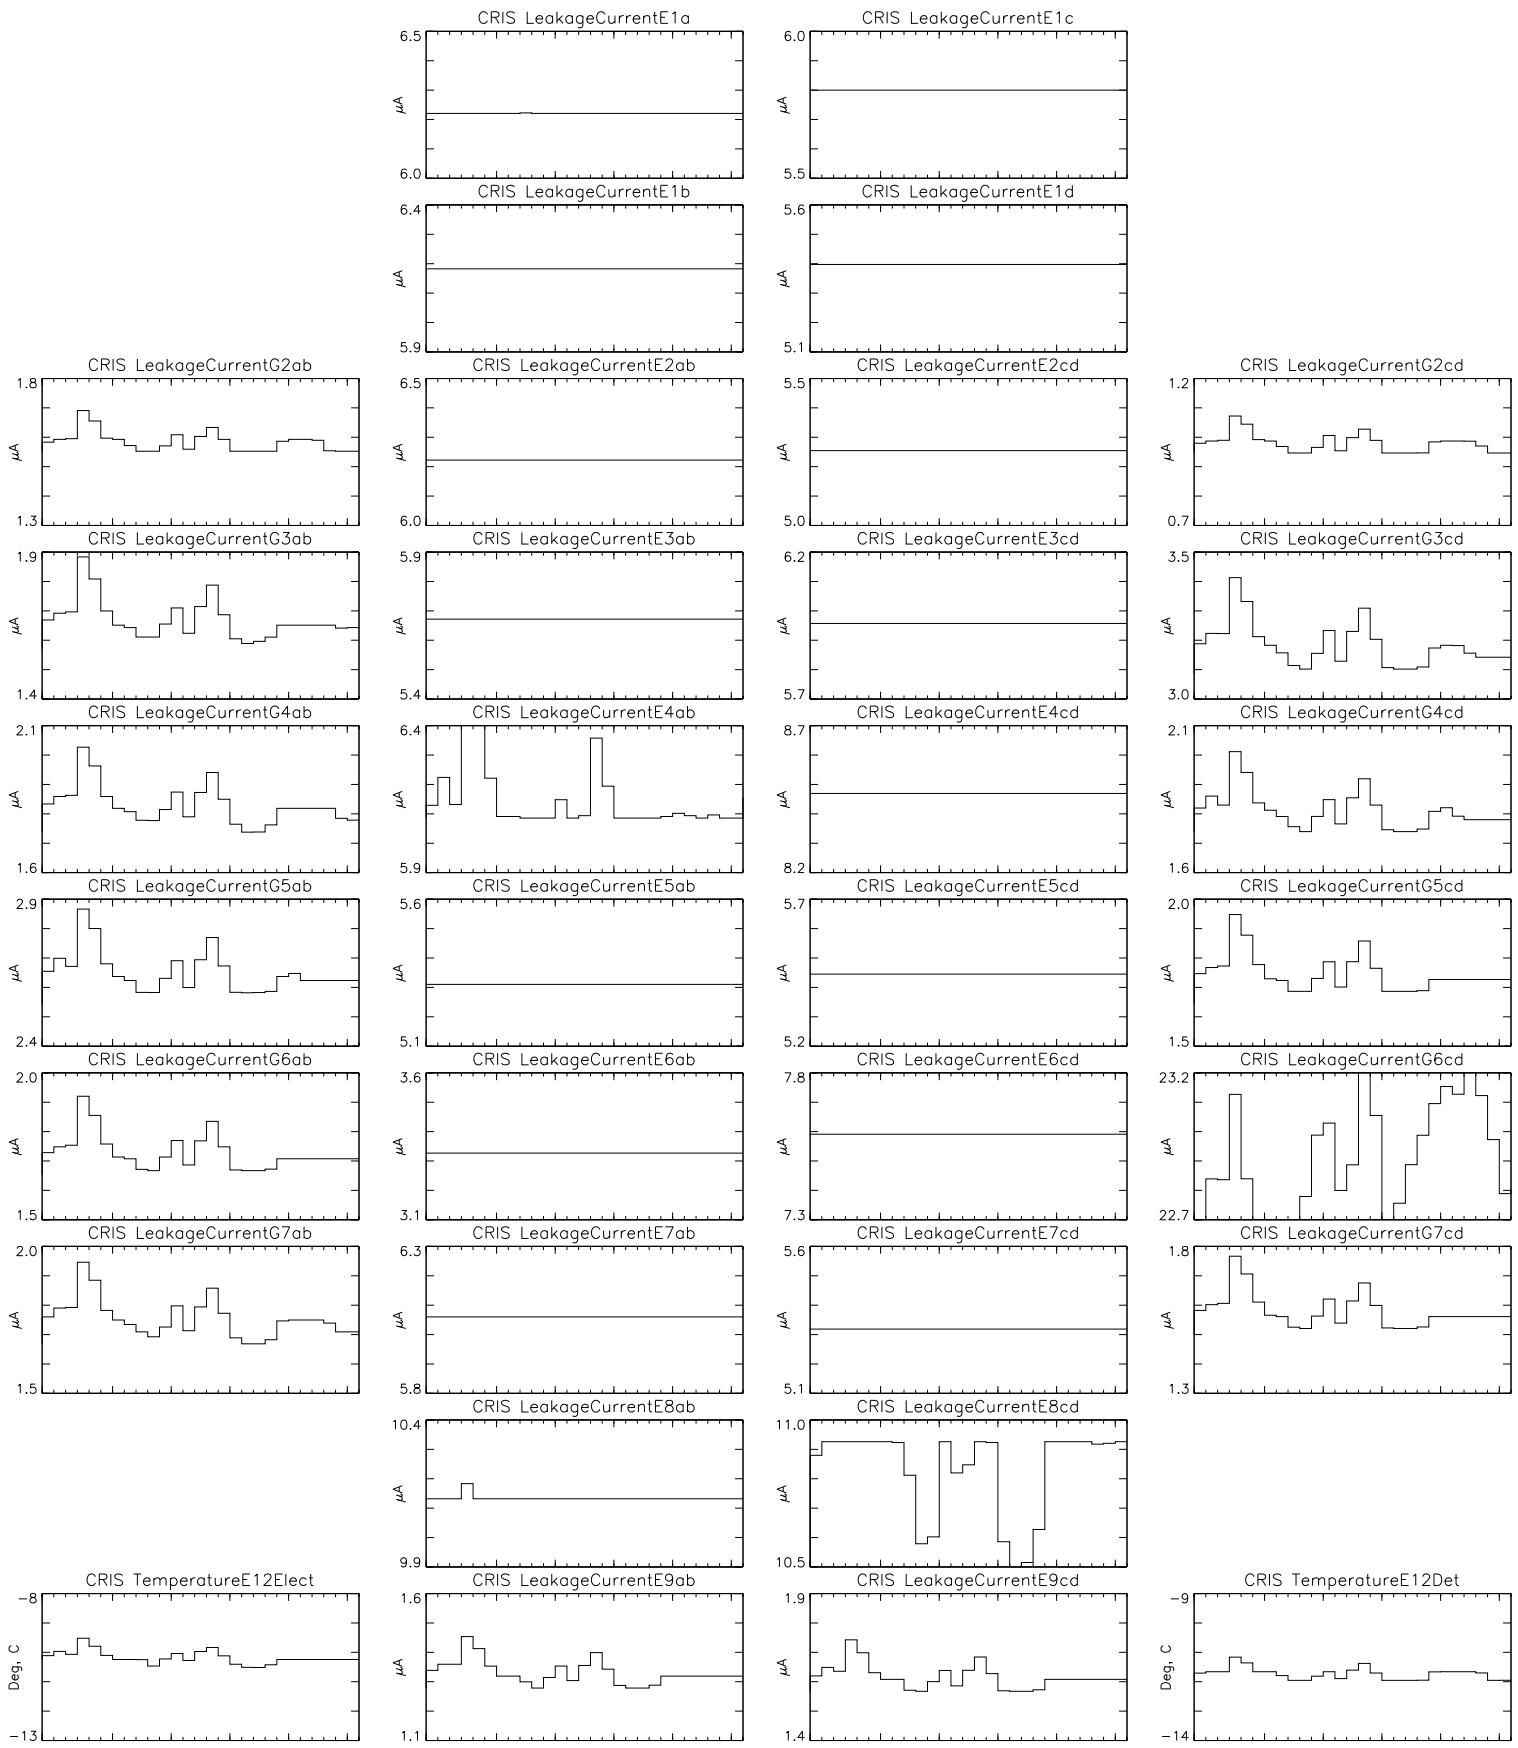 CRIS LeakageCurrentE1a
CRIS LeakageCurrentE1c
6.5
μA
6.0
6.0
μA
5.5
CRIS LeakageCurrentE1b
CRIS LeakageCurrentE1d
6.4
μA
5.9
5.6
μA
5.1
CRIS LeakageCurrentG2ab
CRIS LeakageCurrentE2ab
CRIS LeakageCurrentE2cd
CRIS LeakageCurrentG2cd
1.8
μA
1.3
6.5
μA
6.0
5.5
μA
5.0
1.2
μA
0.7
CRIS LeakageCurrentG3ab
CRIS LeakageCurrentE3ab
CRIS LeakageCurrentE3cd
CRIS LeakageCurrentG3cd
1.9
μA
1.4
5.9
μA
5.4
6.2
μA
5.7
3.5
μA
3.0
CRIS LeakageCurrentG4ab
CRIS LeakageCurrentE4ab
CRIS LeakageCurrentE4cd
CRIS LeakageCurrentG4cd
2.1
μA
1.6
6.4
μA
5.9
8.7
μA
8.2
2.1
μA
1.6
CRIS LeakageCurrentG5ab
CRIS LeakageCurrentE5ab
CRIS LeakageCurrentE5cd
CRIS LeakageCurrentG5cd
2.9
μA
2.4
5.6
μA
5.1
5.7
μA
5.2
2.0
μA
1.5
CRIS LeakageCurrentG6ab
CRIS LeakageCurrentE6ab
CRIS LeakageCurrentE6cd
CRIS LeakageCurrentG6cd
2.0
μA
1.5
3.6
μA
3.1
7.8
μA
7.3
23.2
μA
22.7
CRIS LeakageCurrentG7ab
CRIS LeakageCurrentE7ab
CRIS LeakageCurrentE7cd
CRIS LeakageCurrentG7cd
2.0
μA
1.5
6.3
μA
5.8
5.6
μA
5.1
1.8
μA
1.3
CRIS LeakageCurrentE8ab
CRIS LeakageCurrentE8cd
10.4
μA
9.9
11.0
μA
10.5
CRIS TemperatureE12Elect
CRIS LeakageCurrentE9ab
CRIS LeakageCurrentE9cd
CRIS TemperatureE12Det
-8
Deg, C
-13
1.6
μA
1.1
1.9
μA
1.4
-9
Deg, C
-14